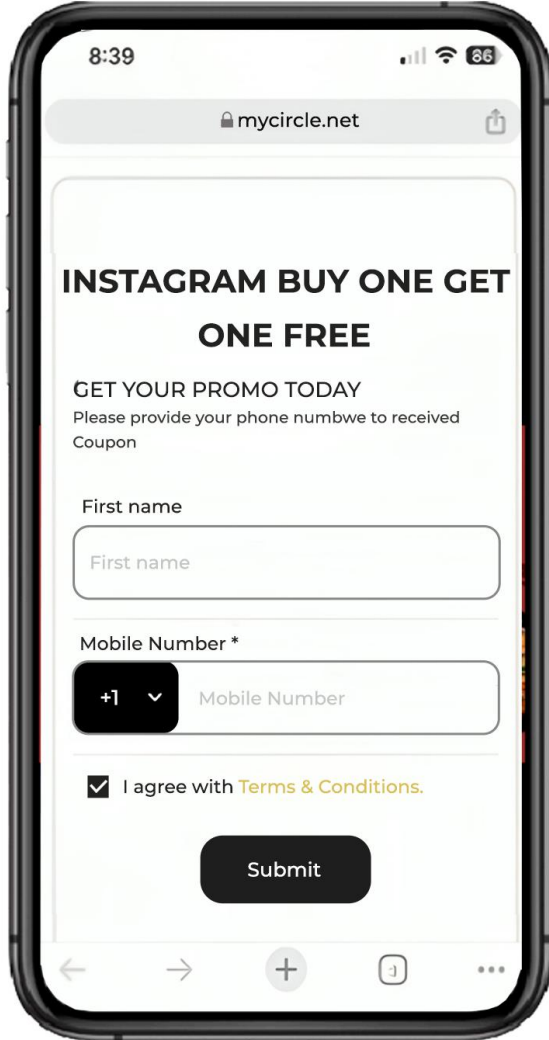 8:39
86
mycircle.net
INSTAGRAM BUY ONE GET
ONE FREE
GET YOUR PROMO TODAY
Please provide your phone numbwe to received
Coupon
First name
First name
Mobile Number *
+1
Mobile Number
I agree with Terms & Conditions.
Submit
:)